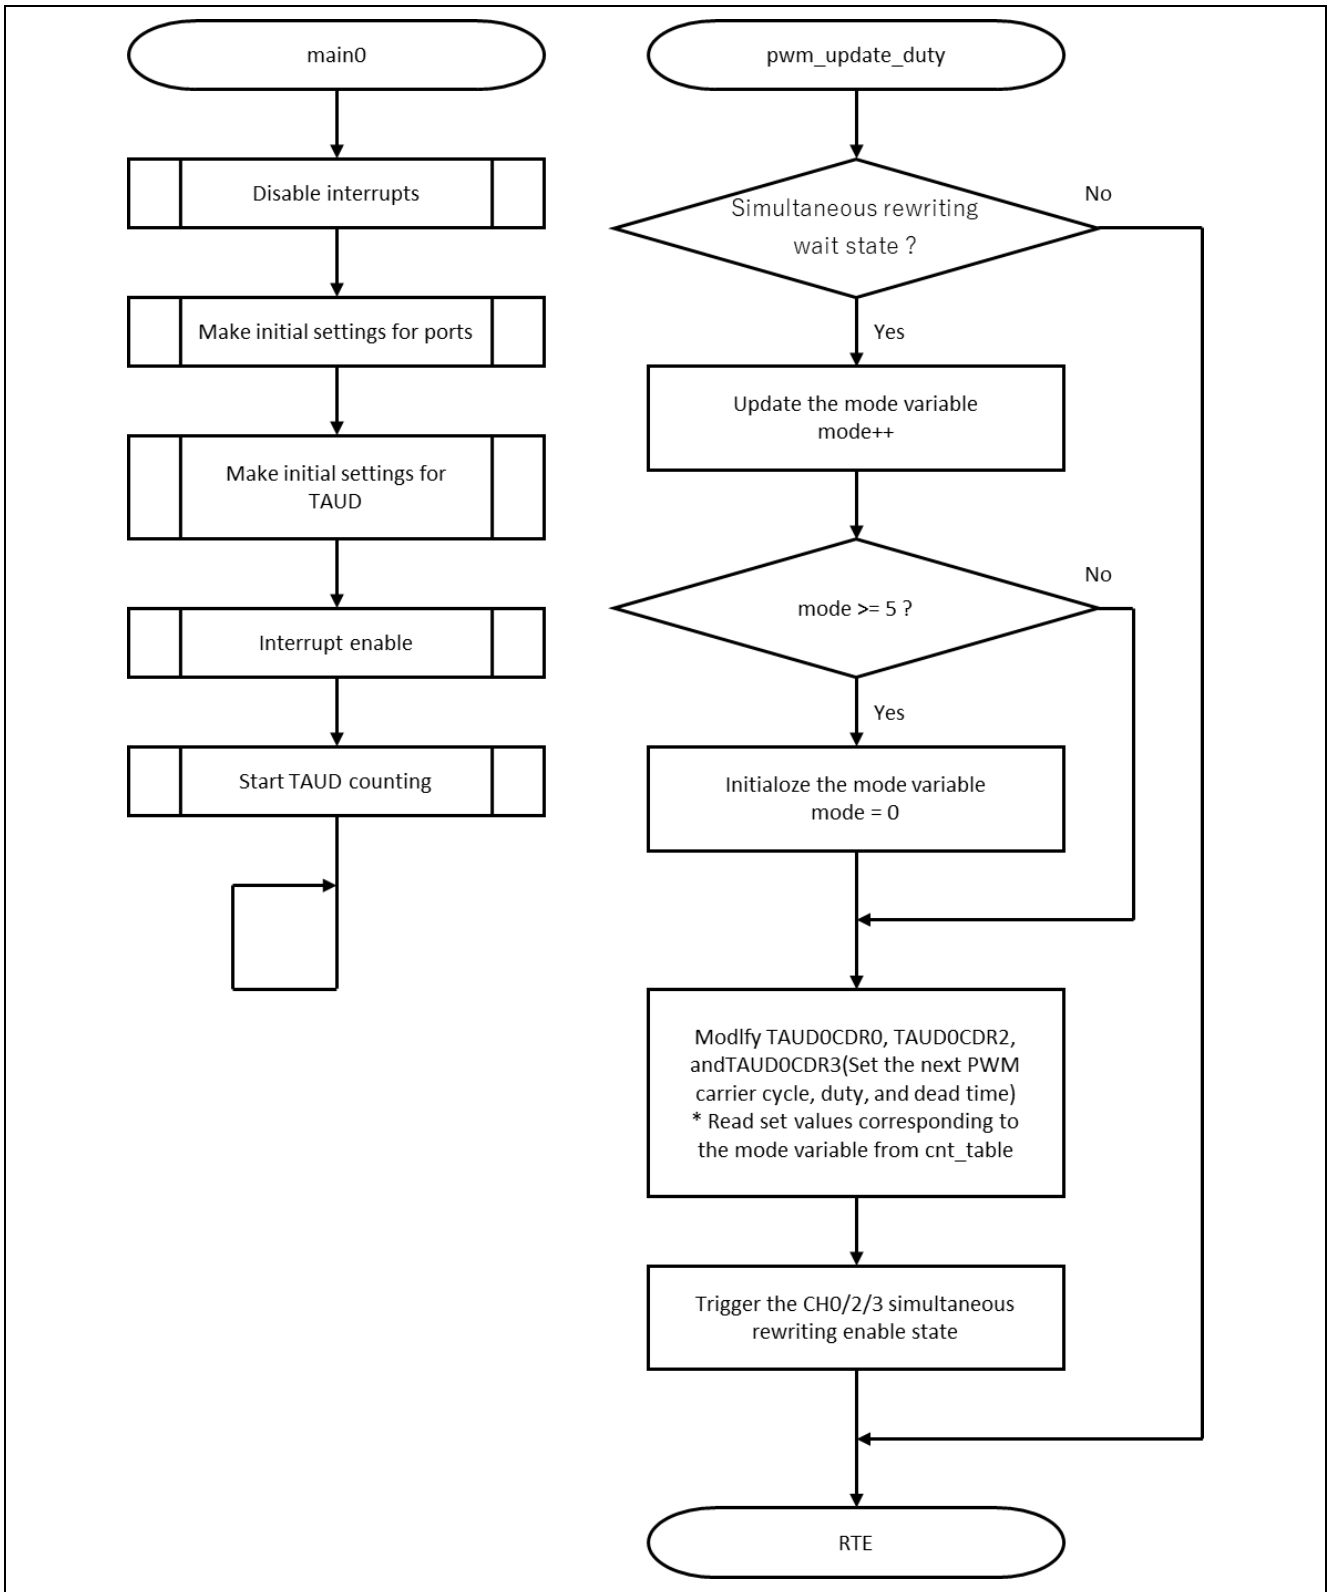 main0
Disable interrupts
Make initial settings for ports
Make initial settings for
TAUD
Interrupt enable
Start TAUD counting
pwm_update_duty
Simultaneous rewriting
wait state ?
No
Yes
Update the mode variable
mode++
mode >= 5 ?
No
Yes
Initialoze the mode variable
mode = 0
Modlfy TAUD0CDR0, TAUD0CDR2,
andTAUD0CDR3(Set the next PWM
carrier cycle, duty, and dead time)
* Read set values corresponding to
the mode variable from cnt_table
Trigger the CH0/2/3 simultaneous
rewriting enable state
RTE